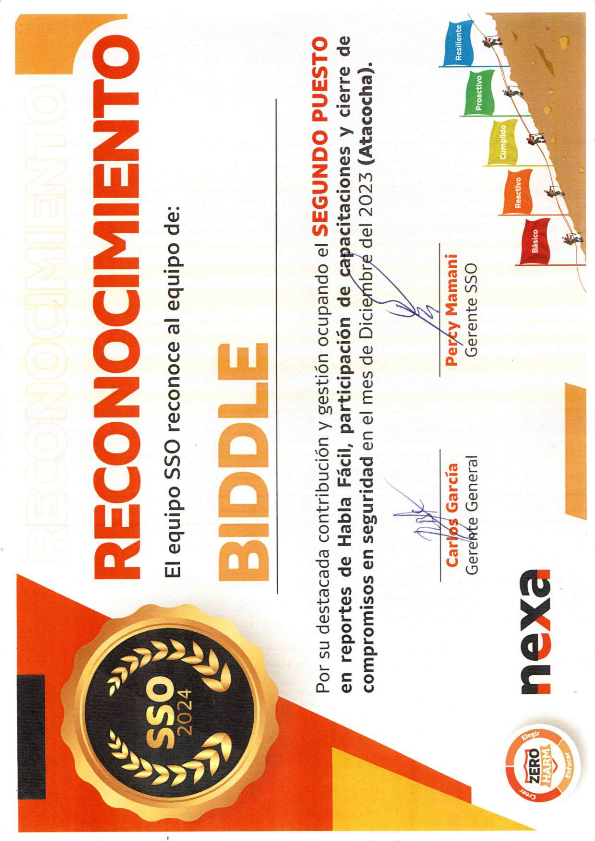 RECONOCIMIENTO
RECONOCIMIENTO
El equipo SSO reconoce al equipo de:
BIDDLE
Por su destacada contribución y gestión ocupando el SEGUNDO PUESTO
en reportes de Habla Fácil, participación de capacitaciones y cierre de
compromisos en seguridad en el mes de Diciembre del 2023 (Atacocha).
SSO
2024
Carlos García
Gerente General
Percy Mamani
Gerente SSO
Básico
Reactivo
Cumplido
Proactivo
Resiliente
Crear
Elegir
Enfocar
ZERO
HARM
nexa